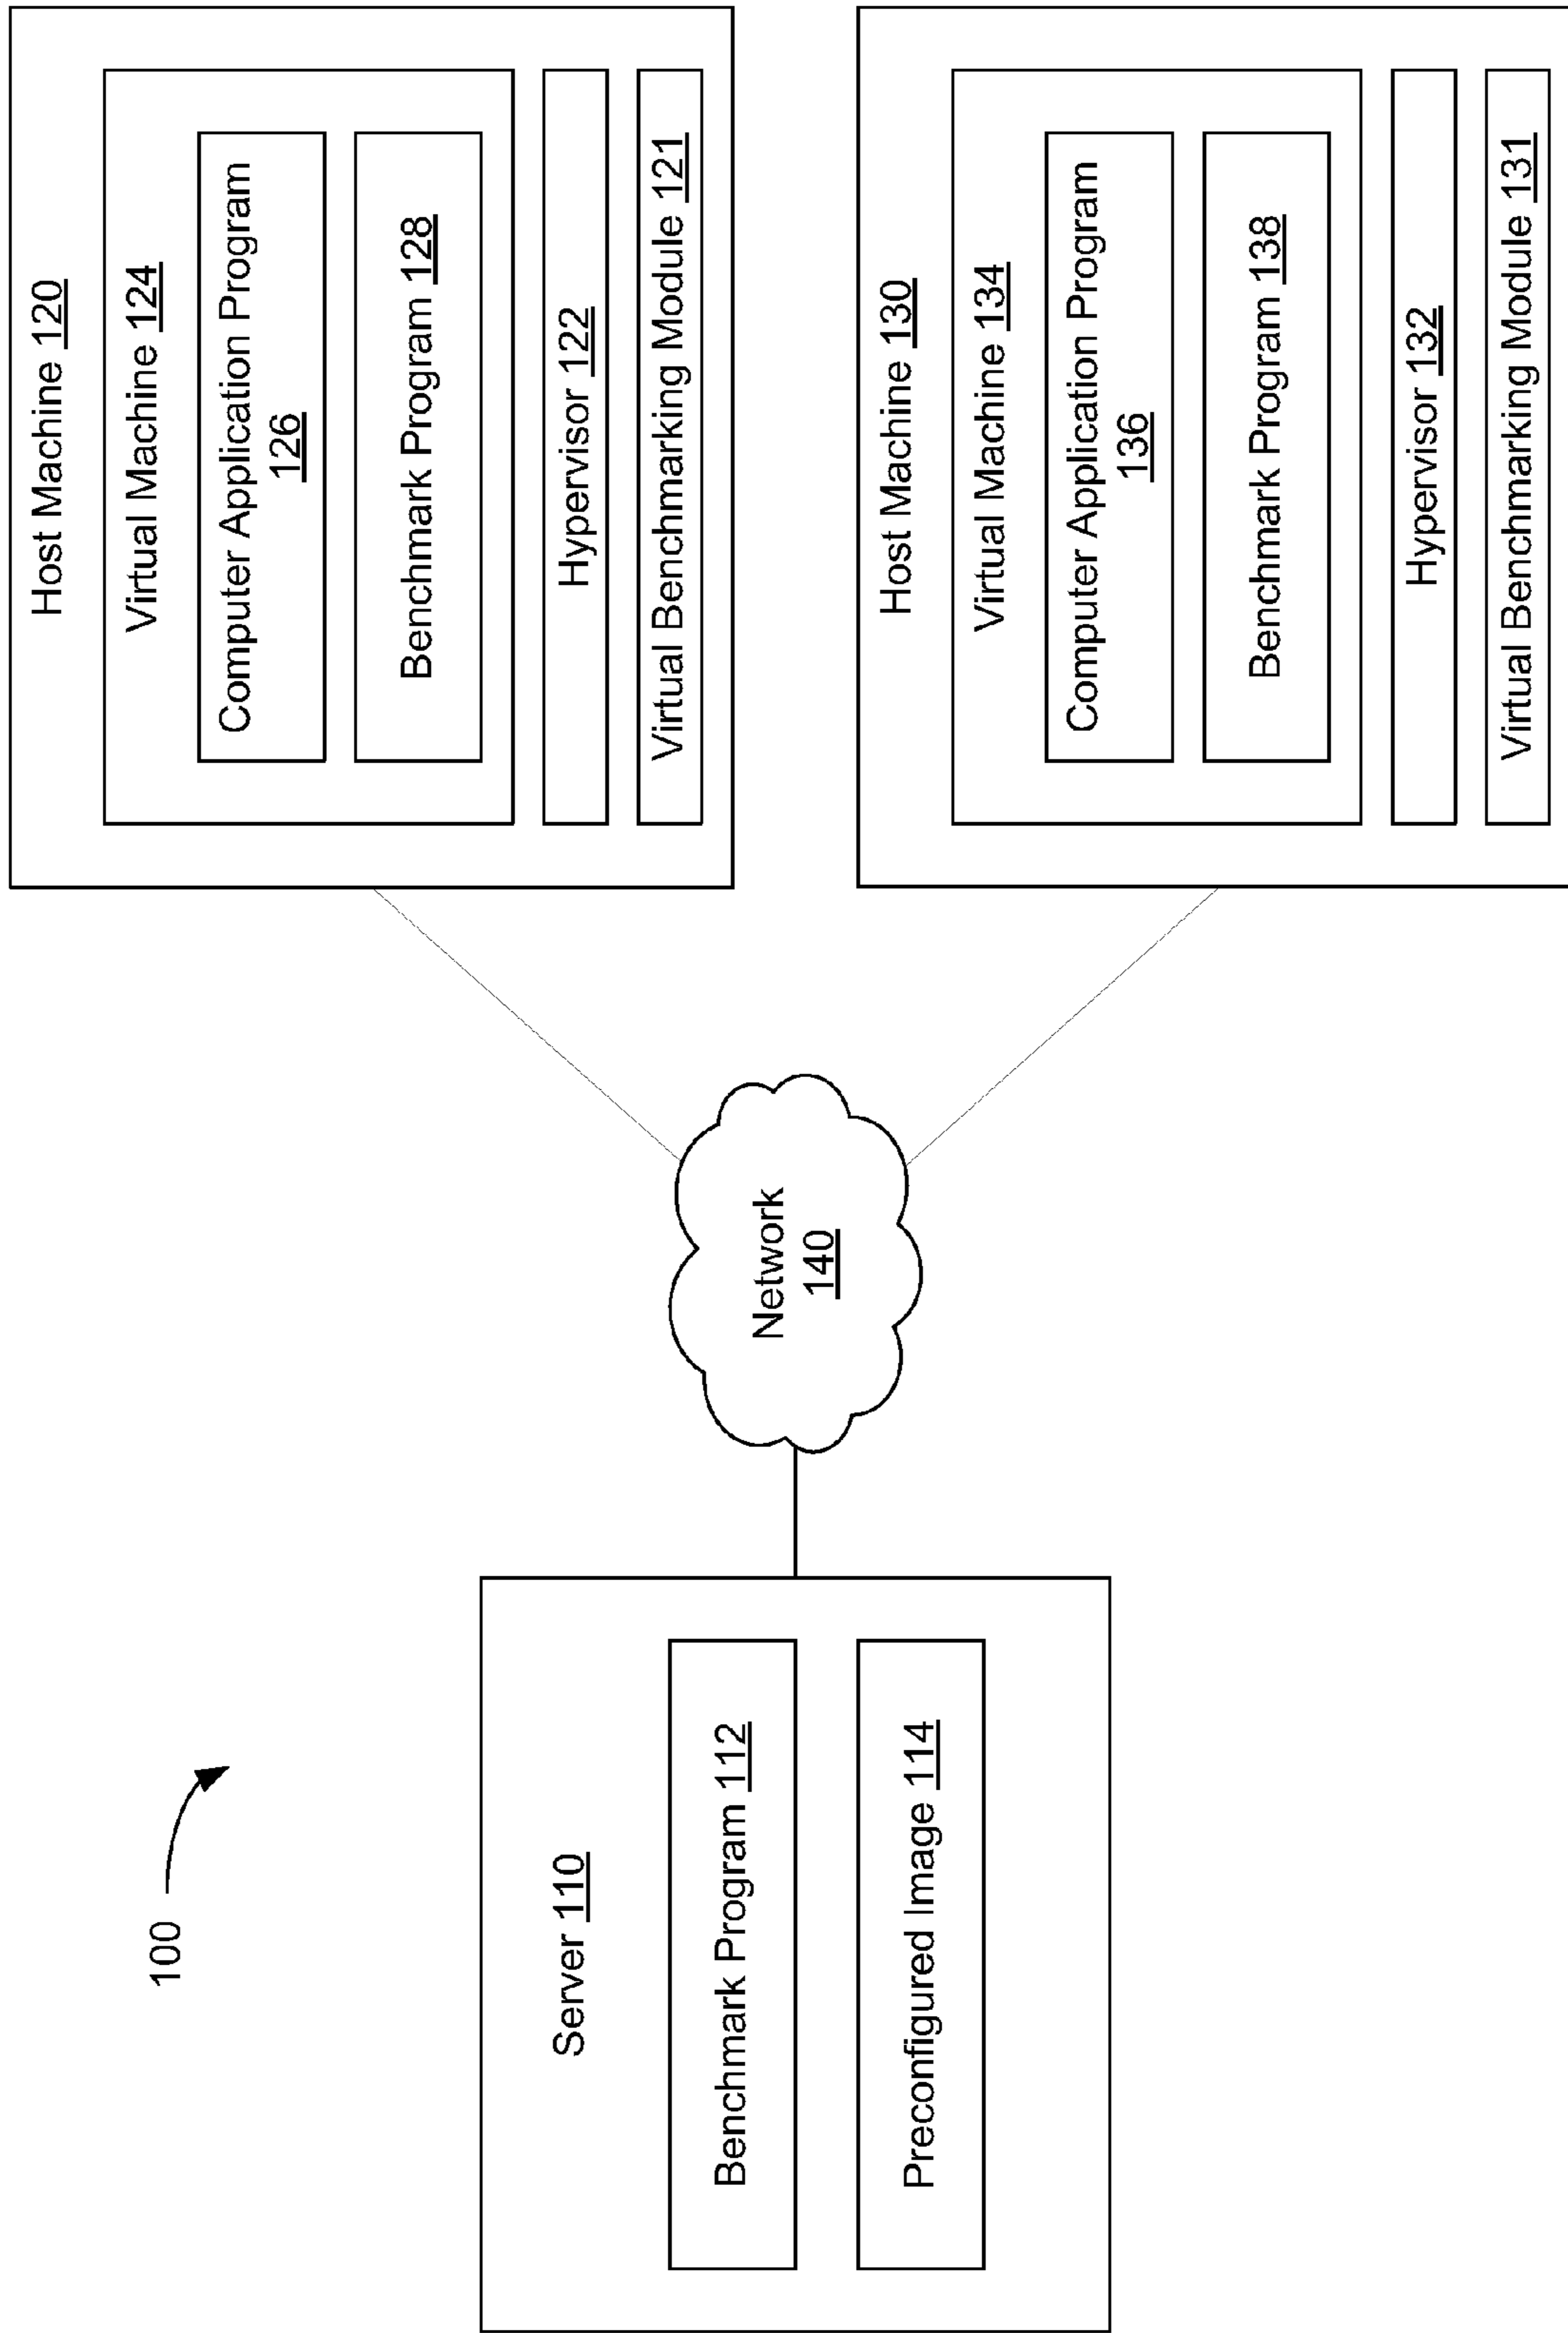 100
Server 110
Benchmark Program 112
Preconfigured Image 114
Network
140
Host Machine 120
Virtual Machine 124
Computer Application Program
126
Benchmark Program 128
Hypervisor 122
Virtual Benchmarking Module 121
Host Machine 130
Virtual Machine 134
Computer Application Program
136
Benchmark Program 138
Hypervisor 132
Virtual Benchmarking Module 131